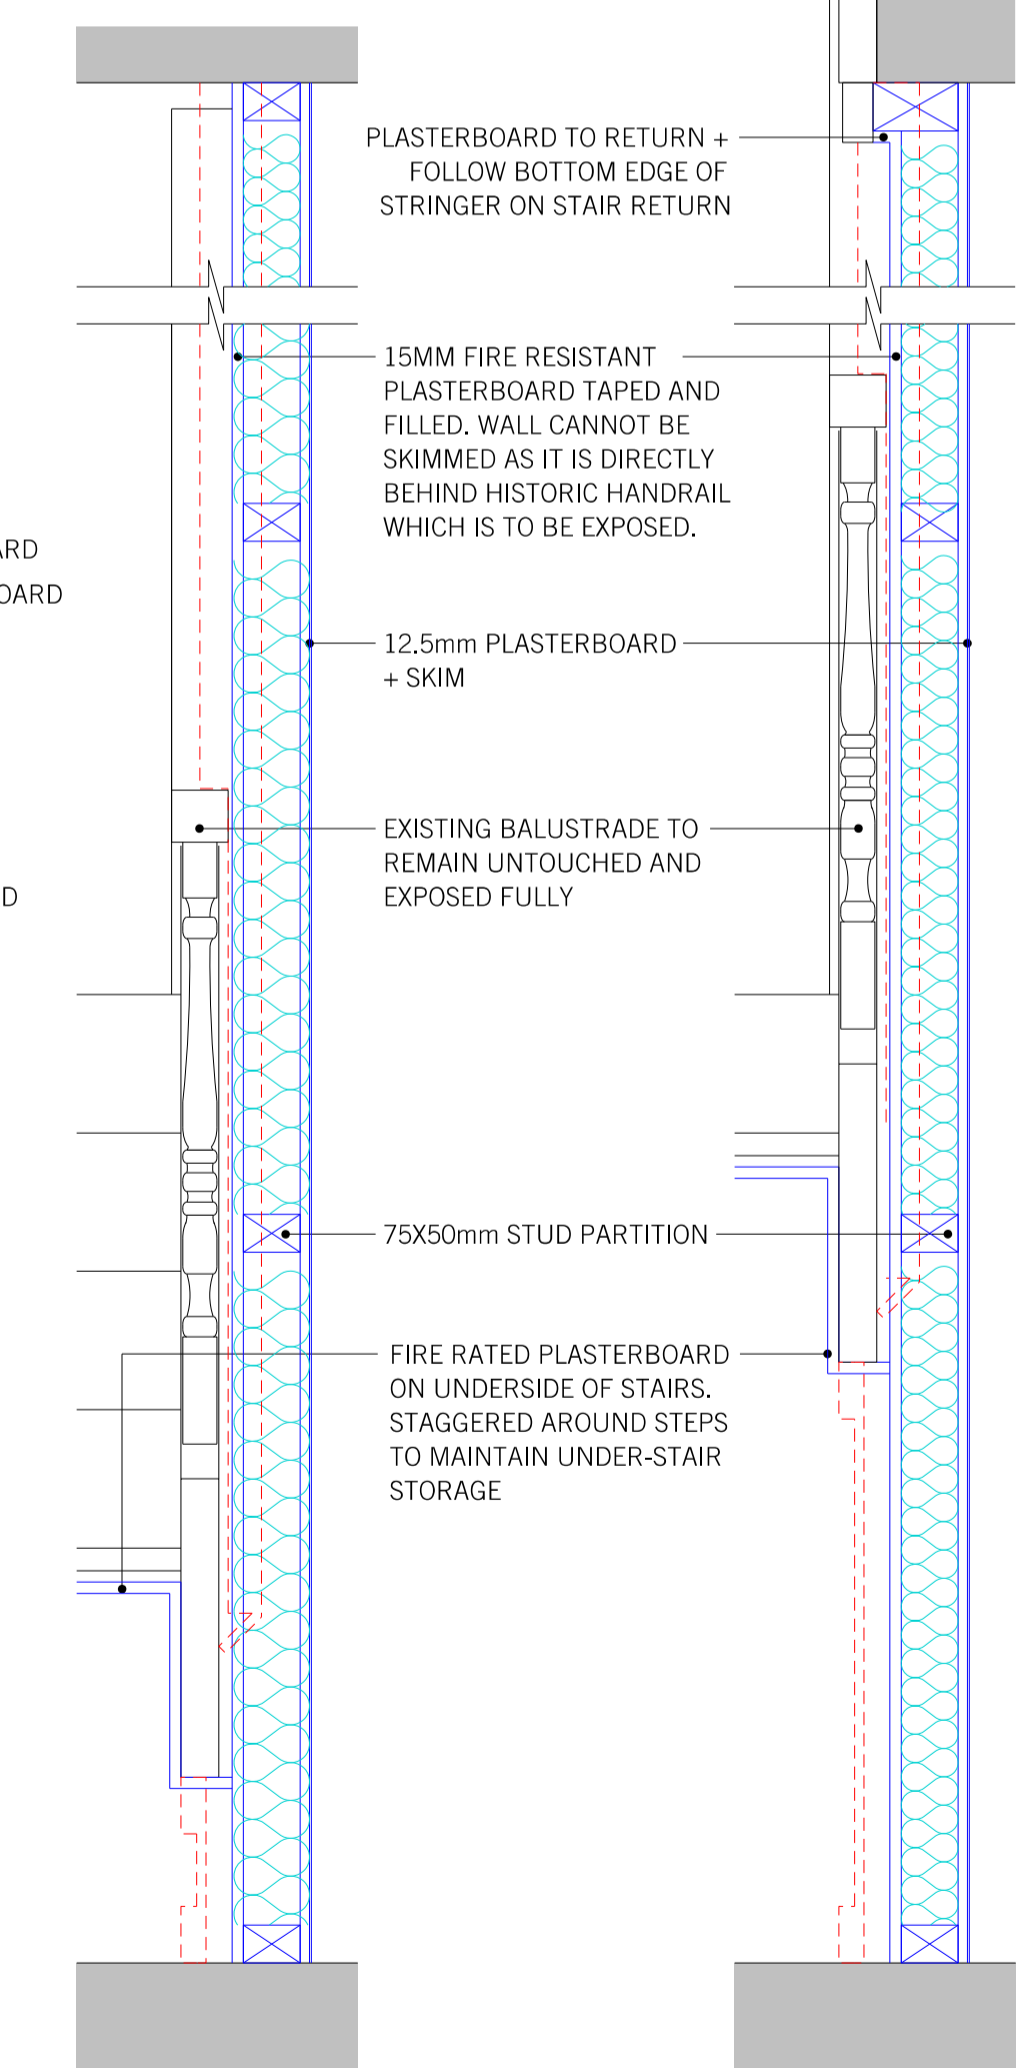 PLASTERBOARD TO RETURN +
FOLLOW BOTTOM EDGE OF
STRINGER ON STAIR RETURN
15MM FIRE RESISTANT
PLASTERBOARD TAPED AND
FILLED. WALL CANNOT BE
SKIMMED AS IT IS DIRECTLY
BEHIND HISTORIC HANDRAIL
WHICH IS TO BE EXPOSED.
ARD
OARD
12.5mm PLASTERBOARD
+ SKIM
EXISTING BALUSTRADE TO
REMAIN UNTOUCHED AND
EXPOSED FULLY
D
75X50mm STUD PARTITION
FIRE RATED PLASTERBOARD
ON UNDERSIDE OF STAIRS.
STAGGERED AROUND STEPS
TO MAINTAIN UNDER-STAIR
STORAGE